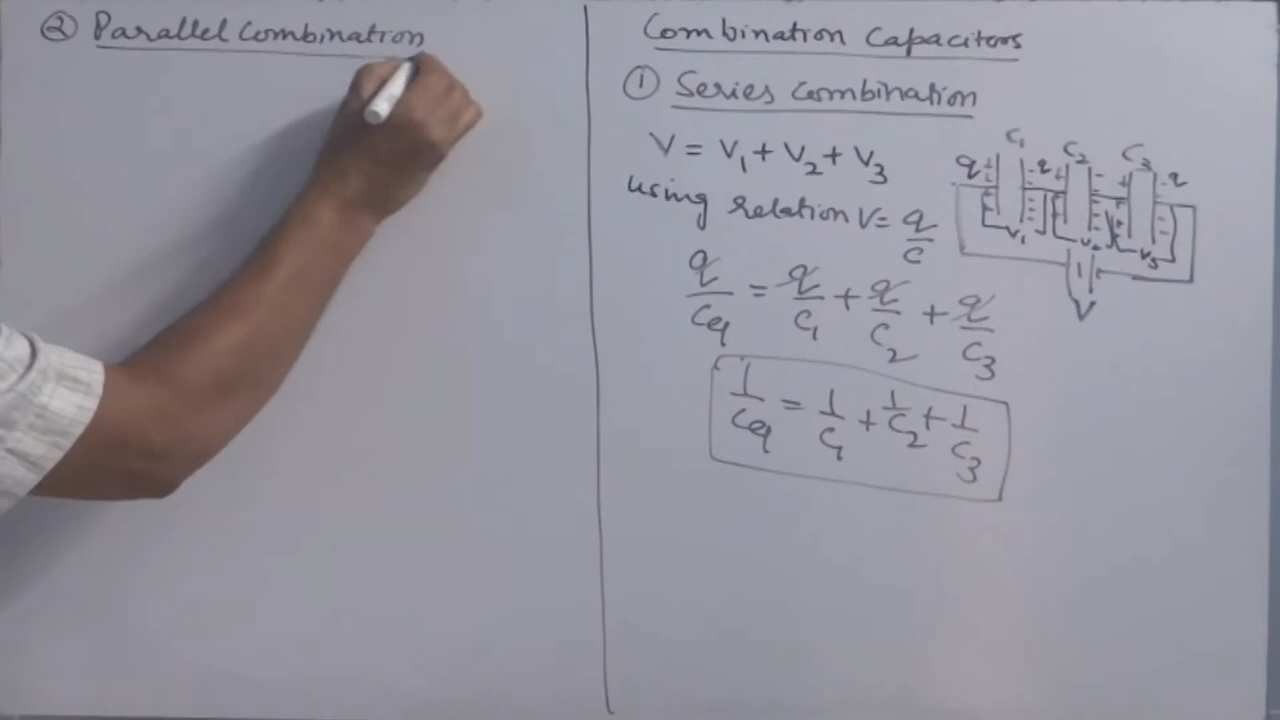 ② Parallel Combination
Combination Capacitors
① Series Combination
V = V₁ + V₂ + V₃
using relation V = q/c
q/Ceq = q/C₁ + q/C₂ + q/C₃
1/Ceq = 1/C₁ + 1/C₂ + 1/C₃
C₁ C₂ C₃
q q q
V₁ V₂ V₃
V